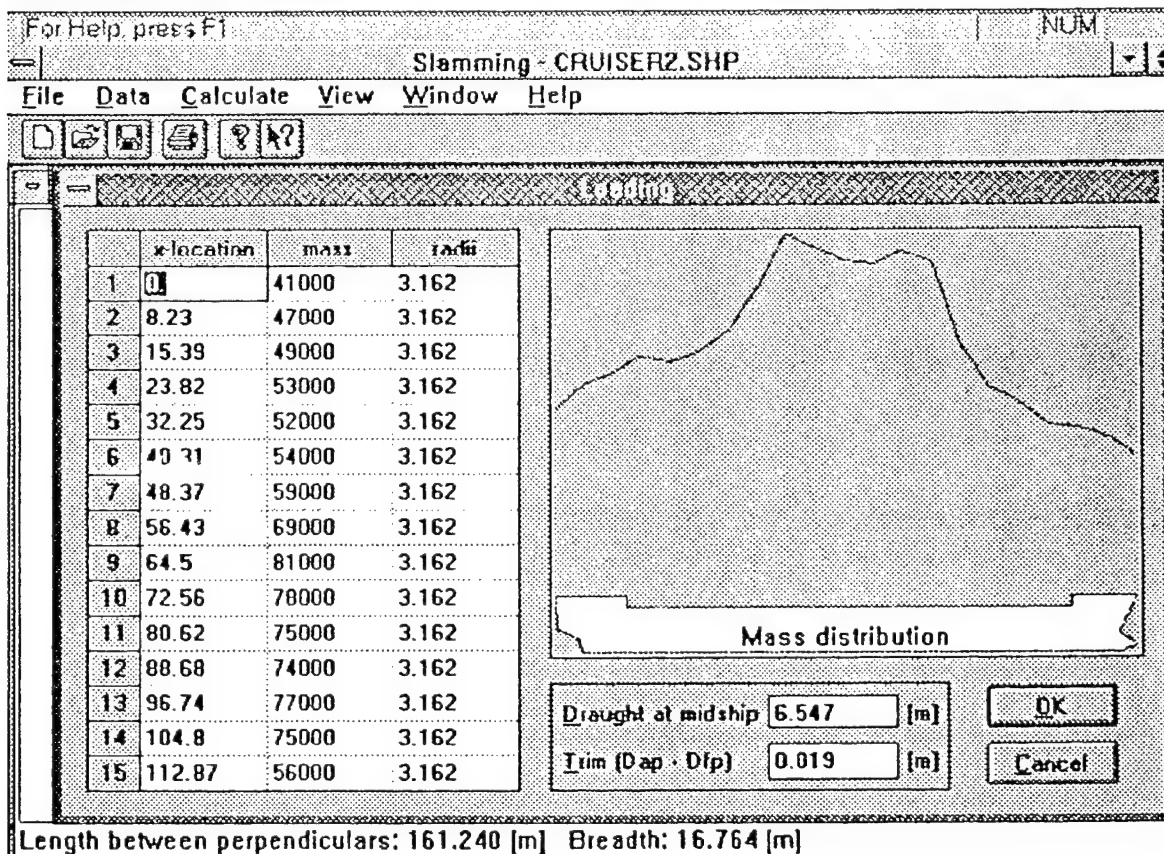 For Help, press F1 NUM
Slamming - CRUISER2.SHP
File Data Calculate View Window Help
Loading
x-location mass radii
1 0 41000 3.162
2 8.23 47000 3.162
3 15.39 49000 3.162
4 23.82 53000 3.162
5 32.25 52000 3.162
6 40.31 54000 3.162
7 48.37 59000 3.162
8 56.43 69000 3.162
9 64.5 81000 3.162
10 72.56 78000 3.162
11 80.62 75000 3.162
12 88.68 74000 3.162
13 96.74 77000 3.162
14 104.8 75000 3.162
15 112.87 56000 3.162
Mass distribution
Draught at midship 6.547 [m]
Trim (Dap - Dfp) 0.019 [m]
OK
Cancel
Length between perpendiculars: 161.240 [m] Breadth: 16.764 [m]